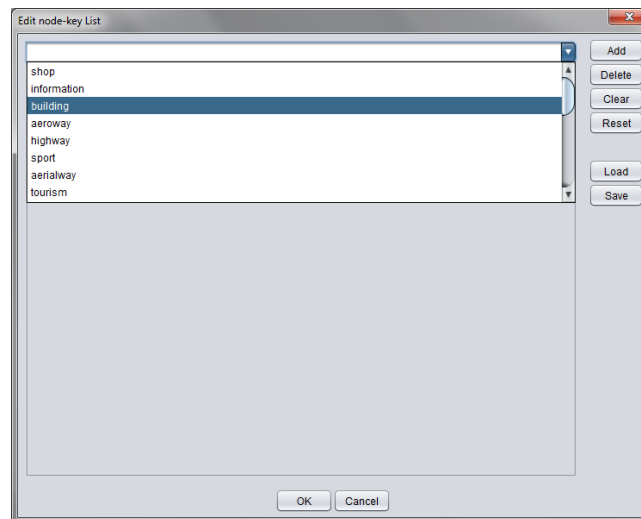 Edit node-key List
Add
shop
Delete
information
building
Clear
aeroway
Reset
highway
sport
aerialway
Load
tourism
Save
OK
Cancel